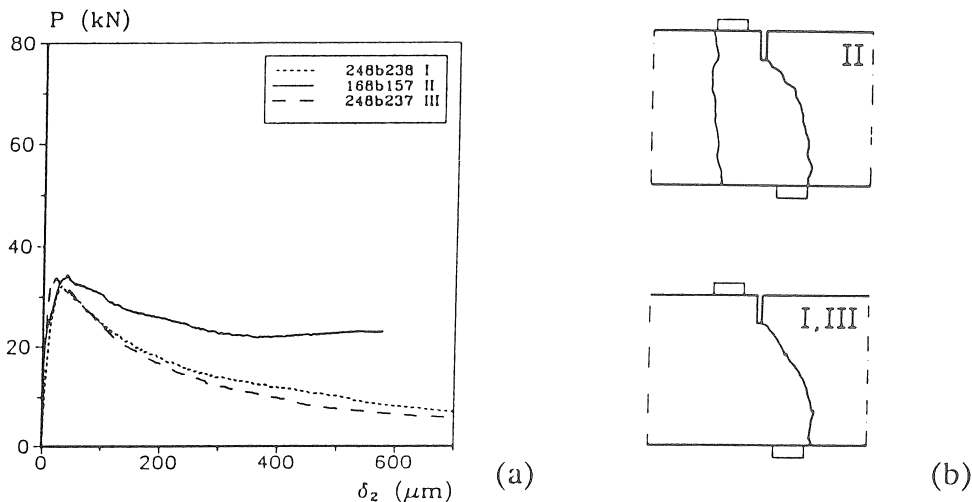 P (kN)
80
60
40
20
0
248b238 I
168b157 II
248b237 III
0
200
400
600
δ₂ (μm)
(a)
II
I, III
(b)